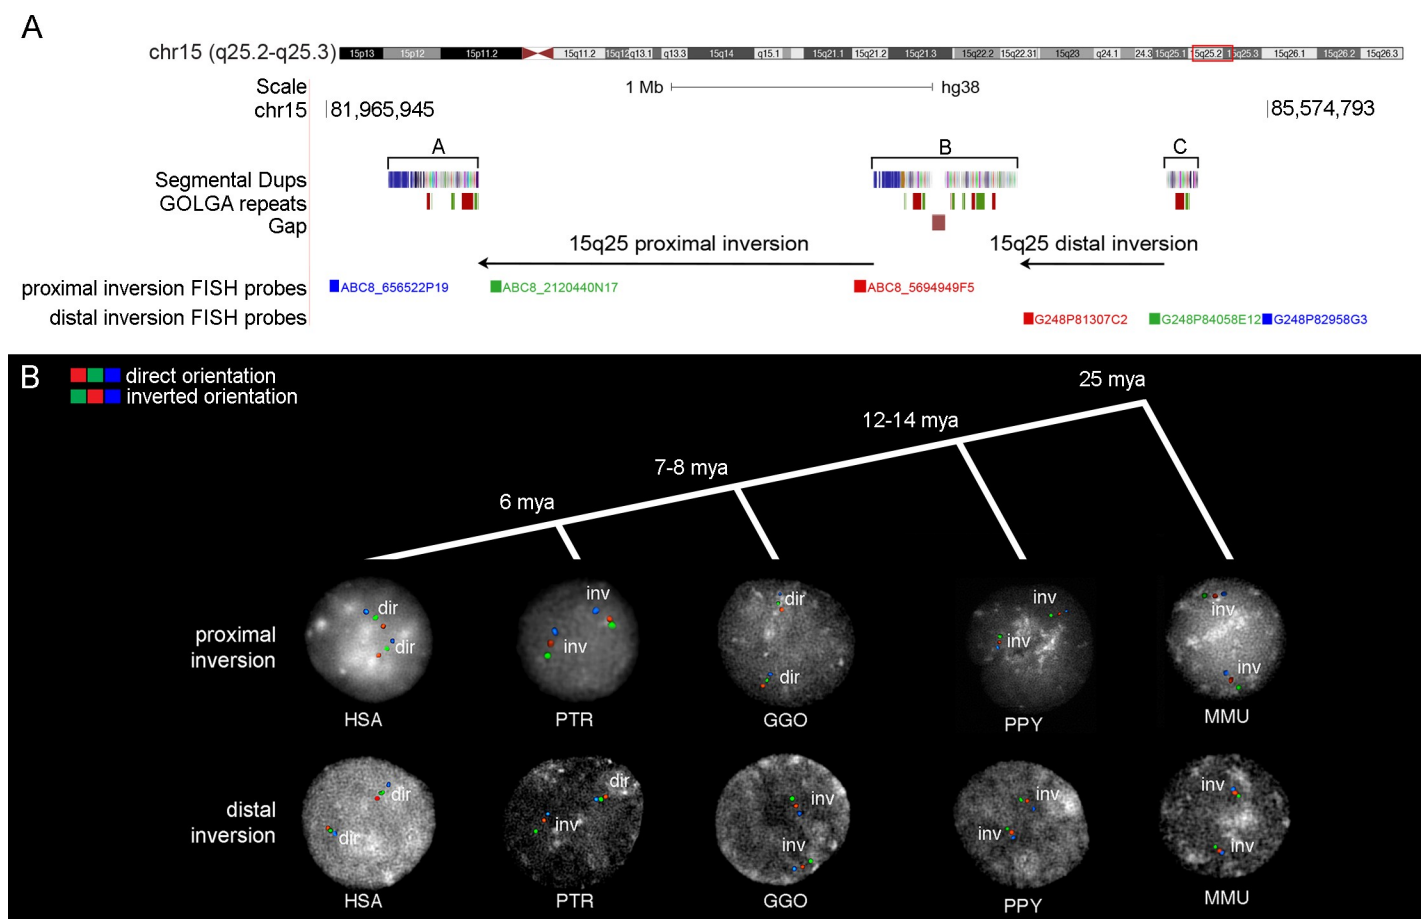 A
chr15 (q25.2-q25.3)
15p13 15p12 15p11.2 15q11.2 15q12 q13.1 q13.3 15q14 q15.1 15q21.1 15q21.2 15q21.3 15q22.2 15q22.31 15q23 q24.1 24.3 15q25.1 15q25.2 15q25.3 15q26.1 15q26.2 15q26.3
Scale 1 Mb hg38
chr15 81,965,945 85,574,793
A B C
Segmental Dups
GOLGA repeats
Gap
15q25 proximal inversion 15q25 distal inversion
proximal inversion FISH probes ABC8_656522P19 ABC8_2120440N17 ABC8_5694949F5
distal inversion FISH probes G248P81307C2 G248P84058E12 G248P82958G3
B
direct orientation
inverted orientation
25 mya
12-14 mya
7-8 mya
6 mya
proximal
inversion
dir
dir
HSA
inv
inv
PTR
dir
dir
GGO
inv
inv
PPY
inv
inv
MMU
distal
inversion
dir
dir
HSA
dir
inv
PTR
inv
inv
GGO
inv
inv
PPY
inv
inv
MMU